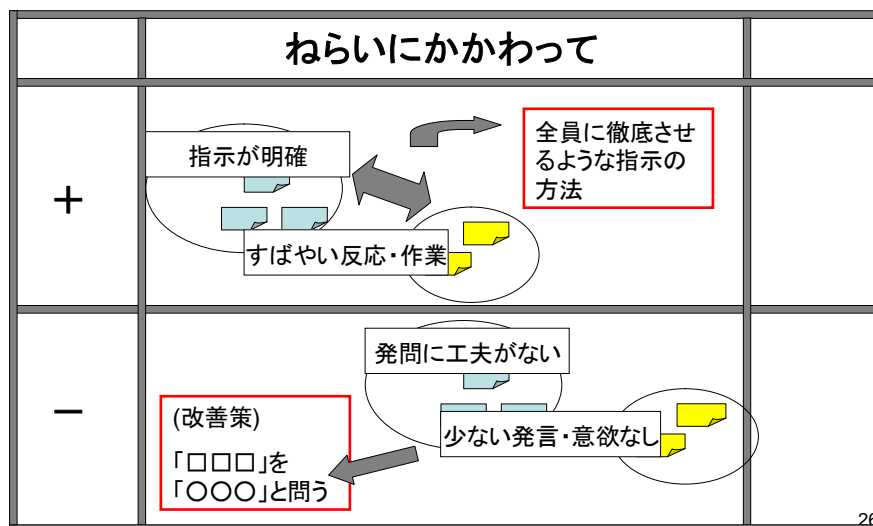 ねらいにかかわって
＋
指示が明確
全員に徹底させ
るような指示の
方法
すばやい反応・作業
－
発問に工夫がない
少ない発言・意欲なし
(改善策)
「□□□」を
「○○○」と問う
26